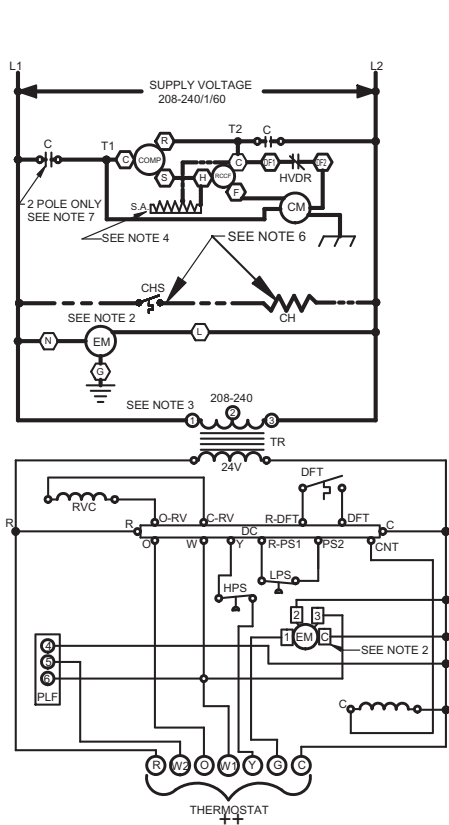 L1 L2
SUPPLY VOLTAGE
208-240/1/60
C T1 R T2 C
C COMP C DF1 DF2
S H RCCF HVDR
2 POLE ONLY
SEE NOTE 7
S.A. F CM
SEE NOTE 4 SEE NOTE 6
CHS
SEE NOTE 2 CH
N EM L
G
SEE NOTE 3 208-240
1 2 3
TR
24V
DFT
RVC
R R O-RV C-RV R-DFT DFT C
DC
O W Y R-PS1 PS2 CNT
LPS
HPS
2 3
1 EM C
SEE NOTE 2
4
5
6
PLF
C
R W2 O W1 Y G C
THERMOSTAT
++